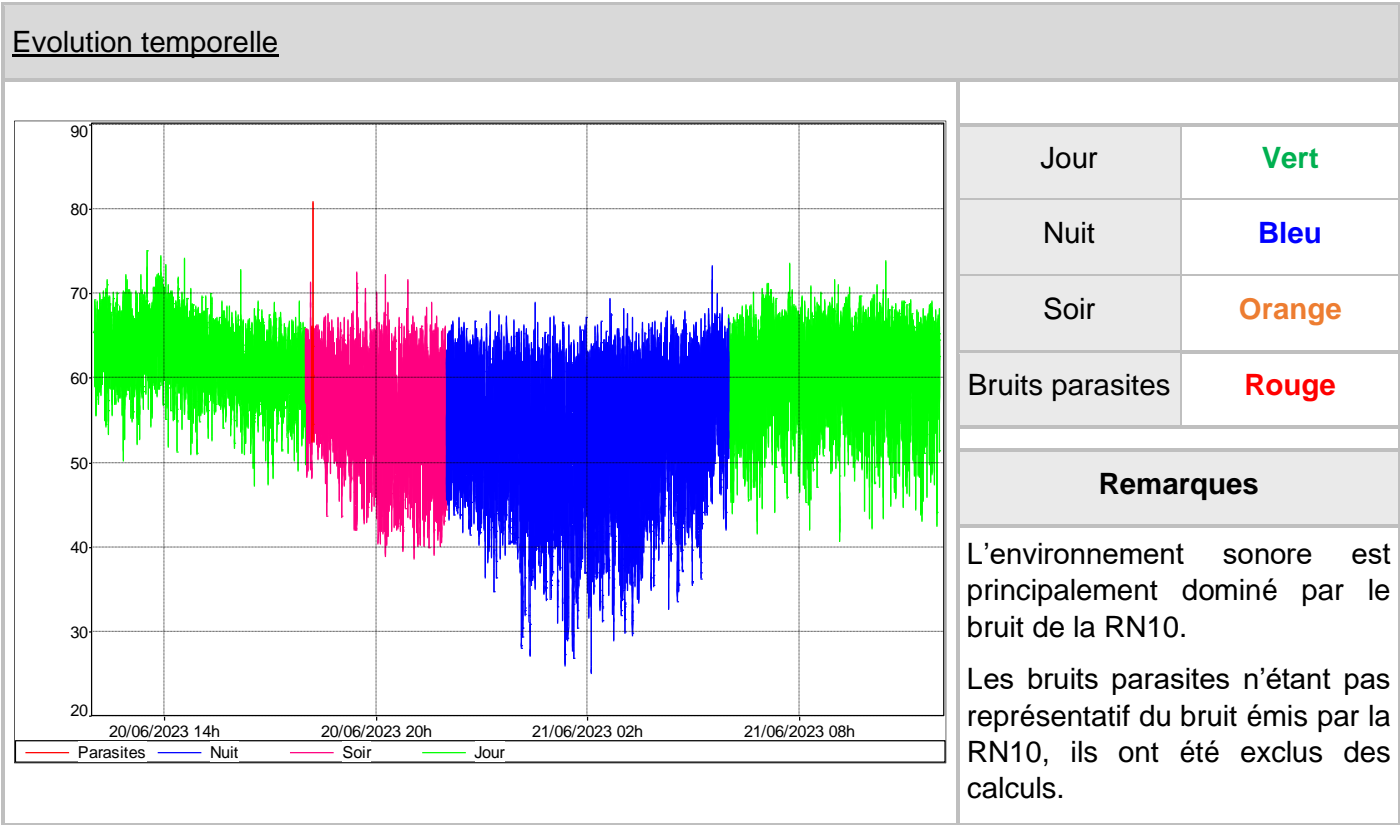 Evolution temporelle
90
80
70
60
50
40
30
20
20/06/2023 14h
20/06/2023 20h
21/06/2023 02h
21/06/2023 08h
Parasites
Nuit
Soir
Jour
Jour
Vert
Nuit
Bleu
Soir
Orange
Bruits parasites
Rouge
Remarques
L'environnement sonore est
principalement dominé par le
bruit de la RN10.
Les bruits parasites n'étant pas
représentatif du bruit émis par la
RN10, ils ont été exclus des
calculs.